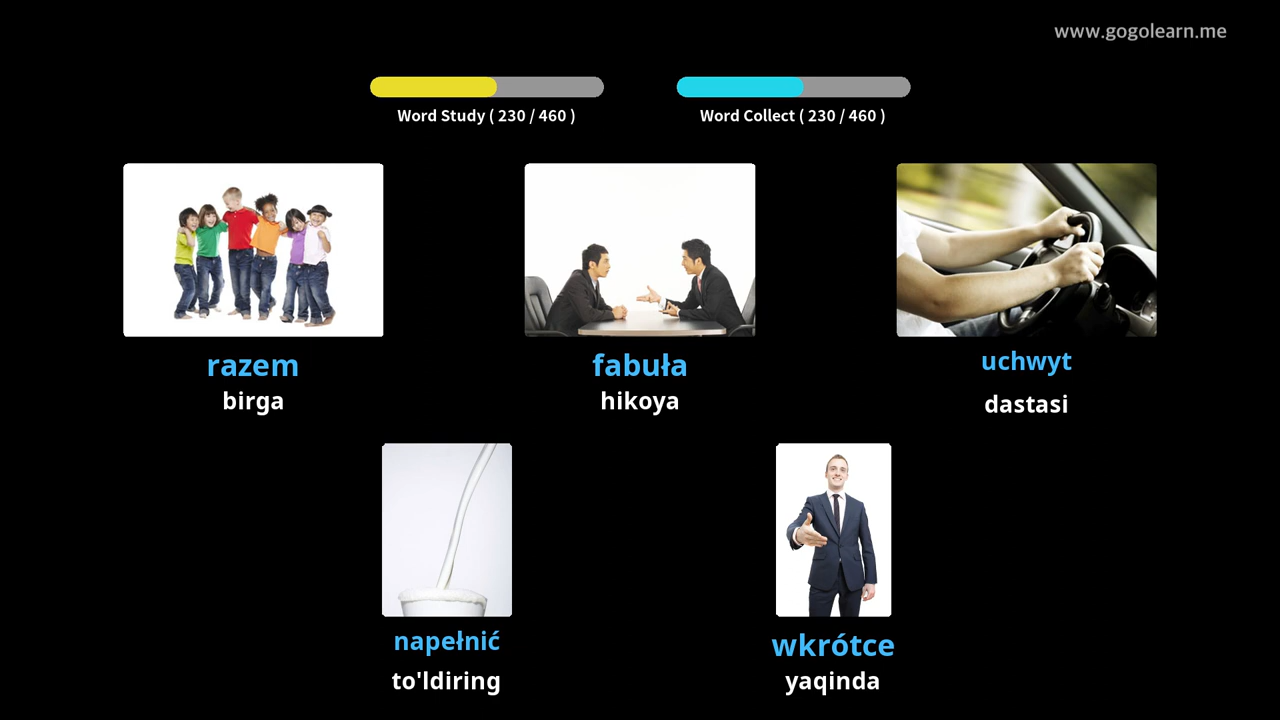 www.gogolearn.me
Word Study ( 230 / 460 )
Word Collect ( 230 / 460 )
razem
birga
fabuła
hikoya
uchwyt
dastasi
napełnić
to'ldiring
wkrótce
yaqinda